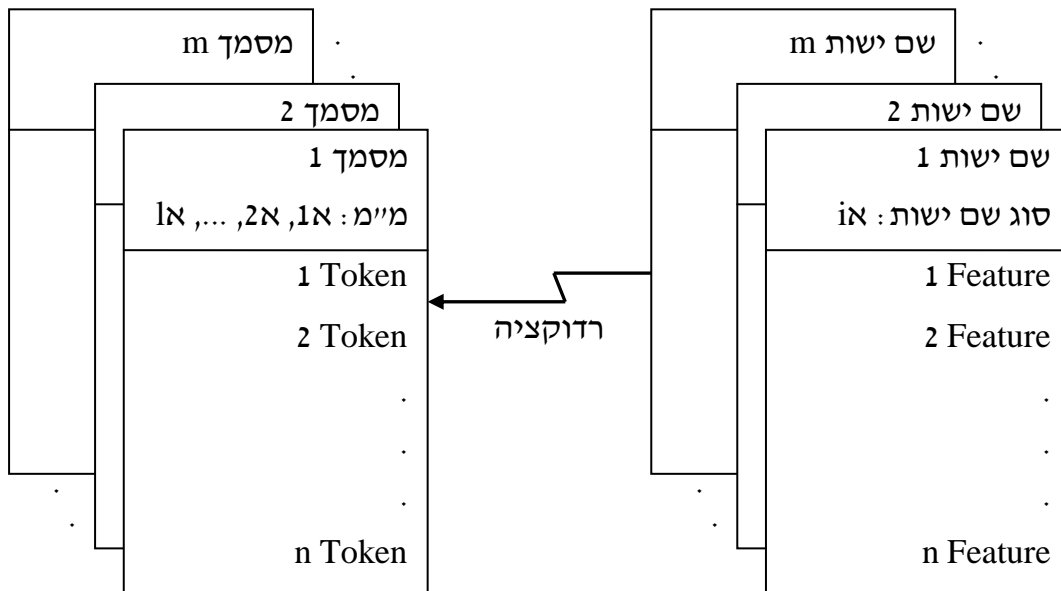 שם ישות m
שם ישות 2
שם ישות 1
סוג שם ישות: אi
Feature 1
Feature 2
.
.
.
Feature n
רדוקציה
מסמך m
מסמך 2
מסמך 1
מ״מ: א1, א2, ..., אl
Token 1
Token 2
.
.
.
Token n